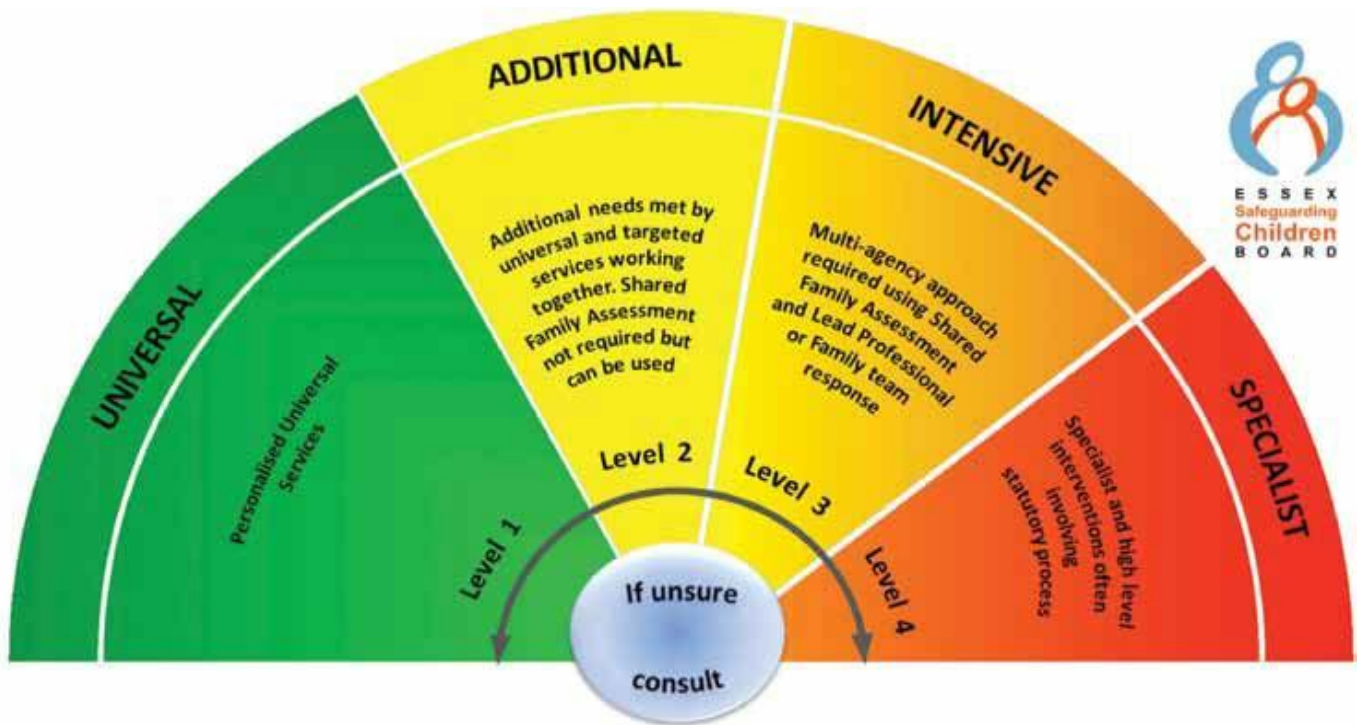 UNIVERSAL
Personalised Universal
Services
Level 1
ADDITIONAL
Additional needs met by
universal and targeted
services working
together. Shared
Family Assessment
not required but
can be used
Level 2
INTENSIVE
Multi-agency approach
required using Shared
Family Assessment
and Lead Professional
or Family team
response
Level 3
SPECIALIST
Specialist and high level
interventions often
involving
statutory process
Level 4
If unsure
consult
ESSEX
Safeguarding
Children
BOARD